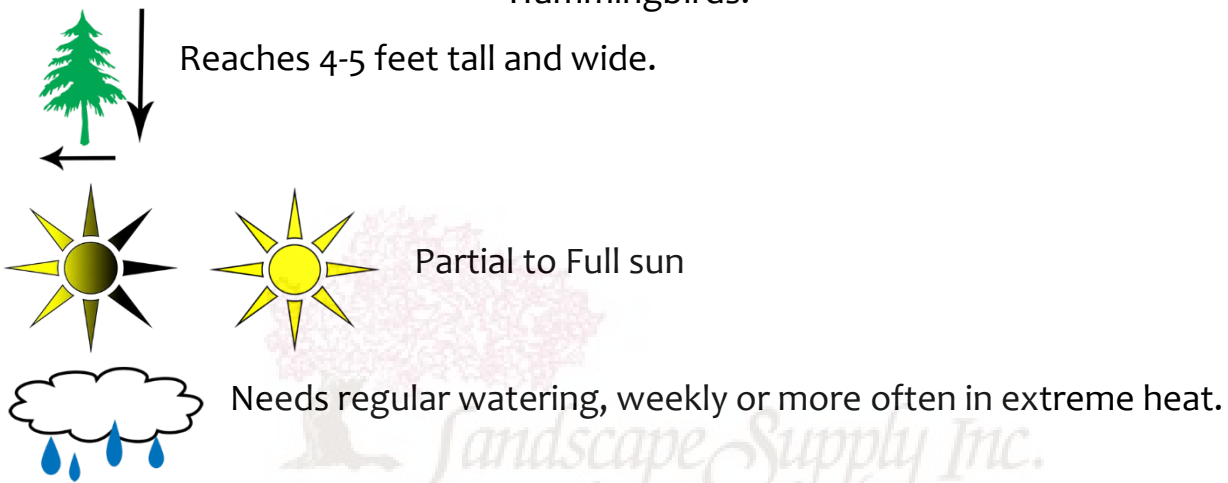 Hummingbirds.
Reaches 4-5 feet tall and wide.
Partial to Full sun
Needs regular watering, weekly or more often in extreme heat.
Landscape Supply Inc.